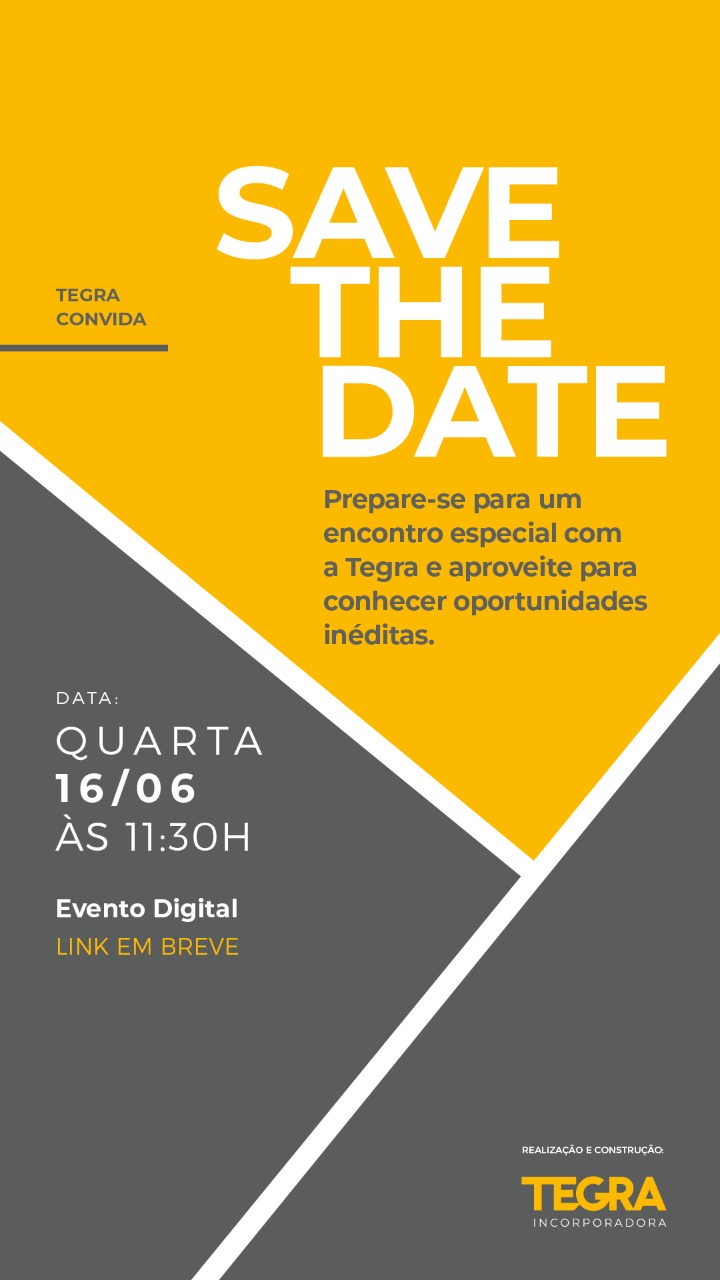 SAVE
THE
DATE
TEGRA
CONVIDA
Prepare-se para um
encontro especial com
a Tegra e aproveite para
conhecer oportunidades
inéditas.
DATA:
QUARTA
16/06
ÀS 11:30H
Evento Digital
LINK EM BREVE
REALIZAÇÃO E CONSTRUÇÃO:
TEGRA
INCORPORADORA